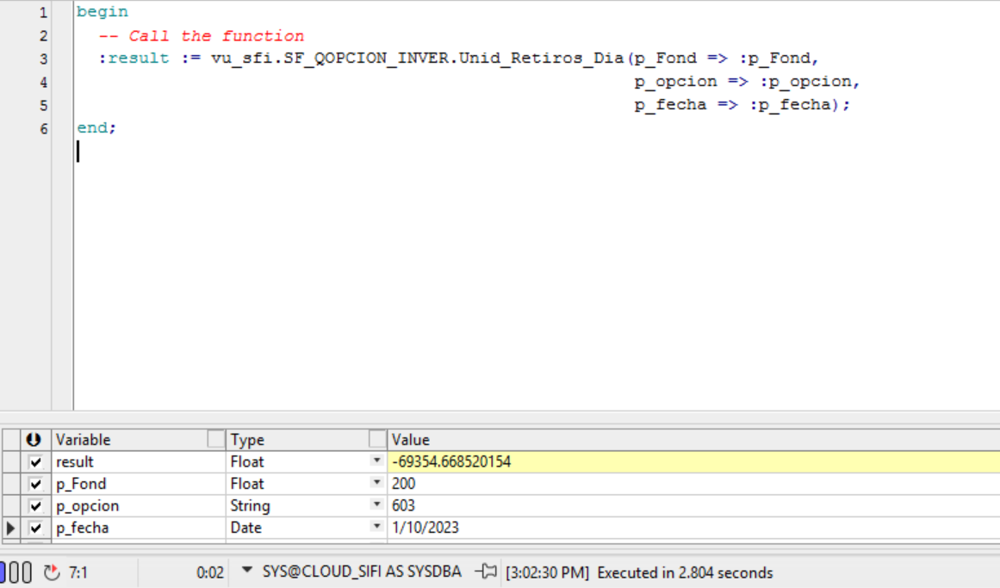 1 begin
2 -- Call the function
3 :result := vu_sfi.SF_QOPCION_INVER.Unid_Retiros_Dia(p_Fond => :p_Fond,
4 p_opcion => :p_opcion,
5 p_fecha => :p_fecha);
6 end;
Variable Type Value
result Float -69354.668520154
p_Fond Float 200
p_opcion String 603
p_fecha Date 1/10/2023
7:1 0:02 SYS@CLOUD_SIFI AS SYSDBA [3:02:30 PM] Executed in 2.804 seconds